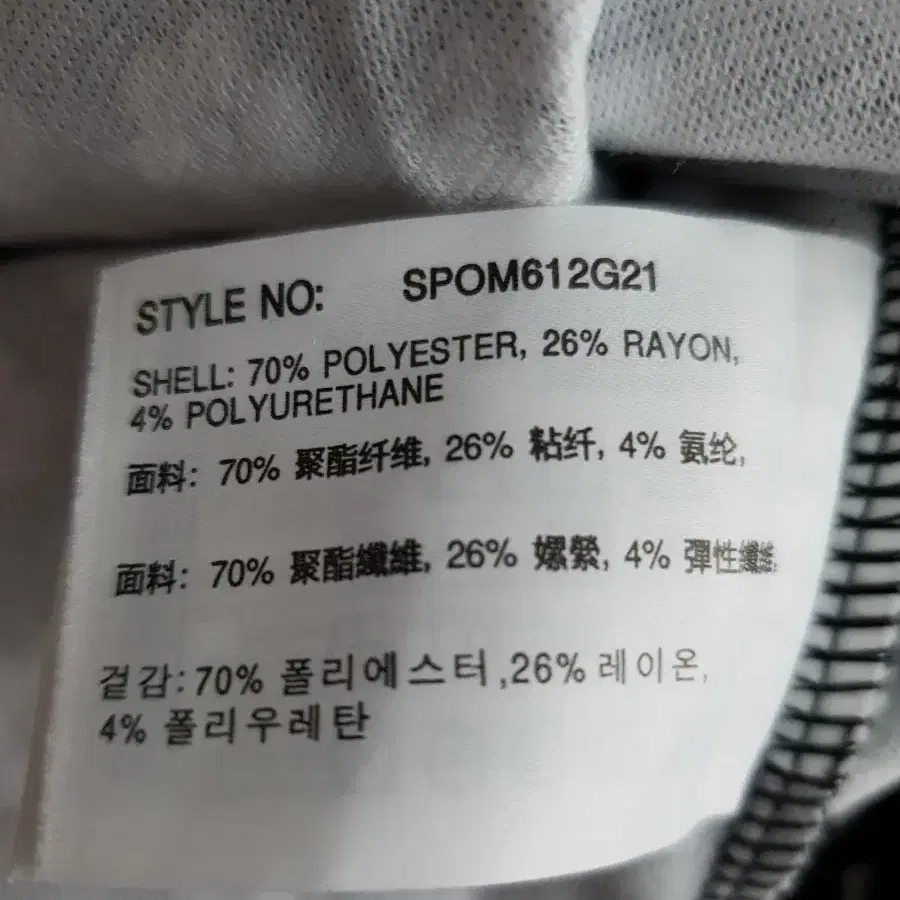 STYLE NO: SPOM612G21
SHELL: 70% POLYESTER, 26% RAYON,
4% POLYURETHANE
面料: 70% 聚酯纤维, 26% 粘纤, 4% 氨纶,
面料: 70% 聚酯纖維, 26% 嫘縈, 4% 彈性纖維
겉감: 70% 폴리에스터 ,26% 레이온,
4% 폴리우레탄